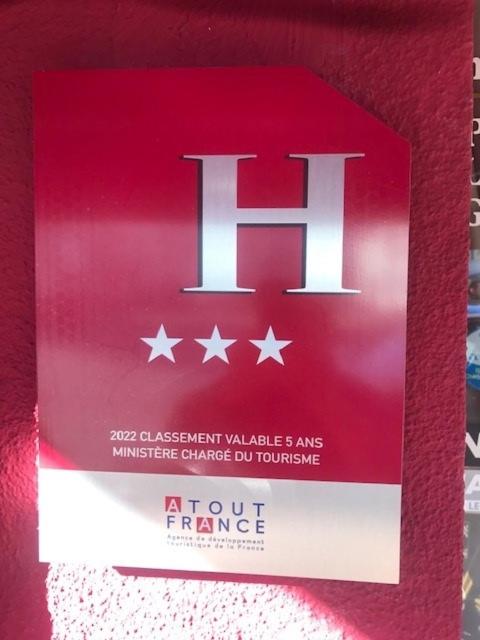 H
2022 CLASSEMENT VALABLE 5 ANS
MINISTÈRE CHARGÉ DU TOURISME
ATOUT
FRANCE
Agence de développement
touristique de la France